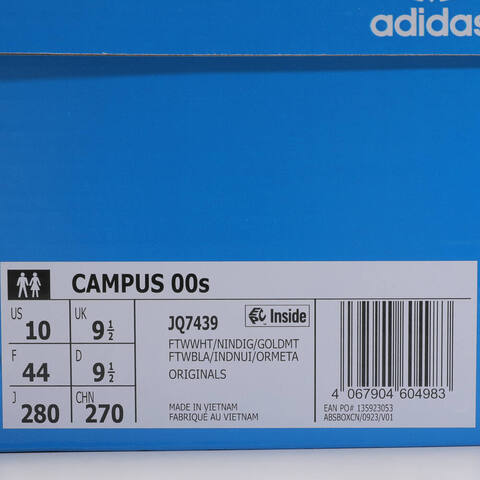 adidas
CAMPUS 00s
US 10 UK 9 1/2
F 44 D 9 1/2
J 280 CHN 270
JQ7439 Inside
FTWWHT/NINDIG/GOLDMT
FTWBLA/INDNUI/ORMETA
ORIGINALS
MADE IN VIETNAM
FABRIQUÉ AU VIETNAM
4 067904 604983
EAN PO# 135923053
ABSBOXCN/0923/V01